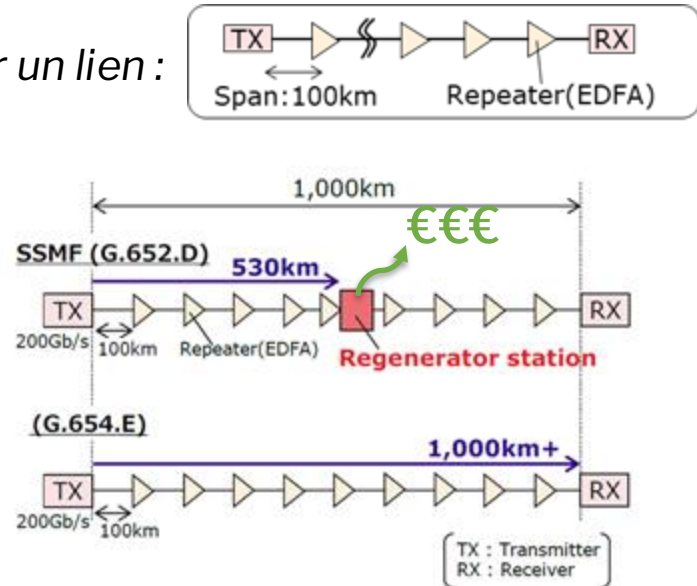 r un lien :
TX
RX
Span:100km
Repeater(EDFA)
1,000km
€€€
SSMF (G.652.D)
530km
TX
RX
200Gb/s
100km
Repeater(EDFA)
Regenerator station
(G.654.E)
1,000km+
TX
RX
200Gb/s
100km
TX : Transmitter
RX : Receiver